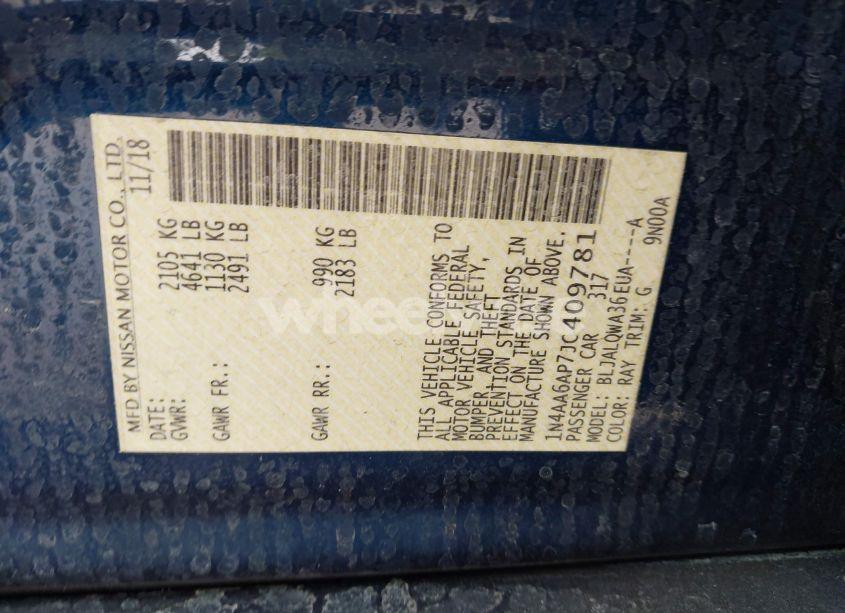 MFD BY NISSAN MOTOR CO., LTD.
DATE: 11/18
GVWR: 2105 KG
4641 LB
GAWR FR.: 1130 KG
2491 LB
GAWR RR.: 990 KG
2183 LB
THIS VEHICLE CONFORMS TO
ALL APPLICABLE FEDERAL
MOTOR VEHICLE SAFETY,
BUMPER, AND THEFT
PREVENTION STANDARDS IN
EFFECT ON THE DATE OF
MANUFACTURE SHOWN ABOVE.
1N4AA6AP7JC409781
PASSENGER CAR 317
MODEL: BLJALQWA36EUA----A
COLOR: RAY TRIM: G 9N00A